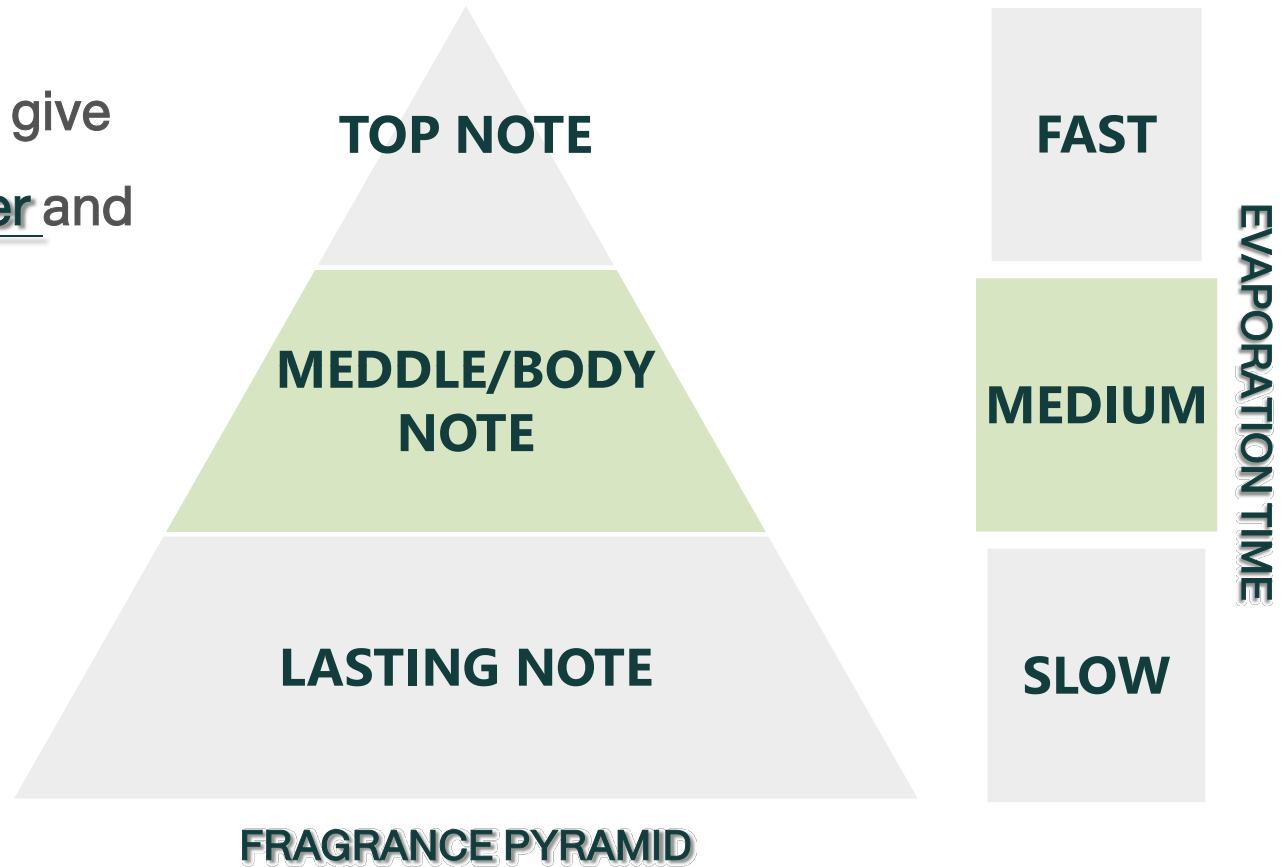 give
er and
TOP NOTE
MEDDLE/BODY
NOTE
LASTING NOTE
FRAGRANCE PYRAMID
FAST
MEDIUM
SLOW
EVAPORATION TIME